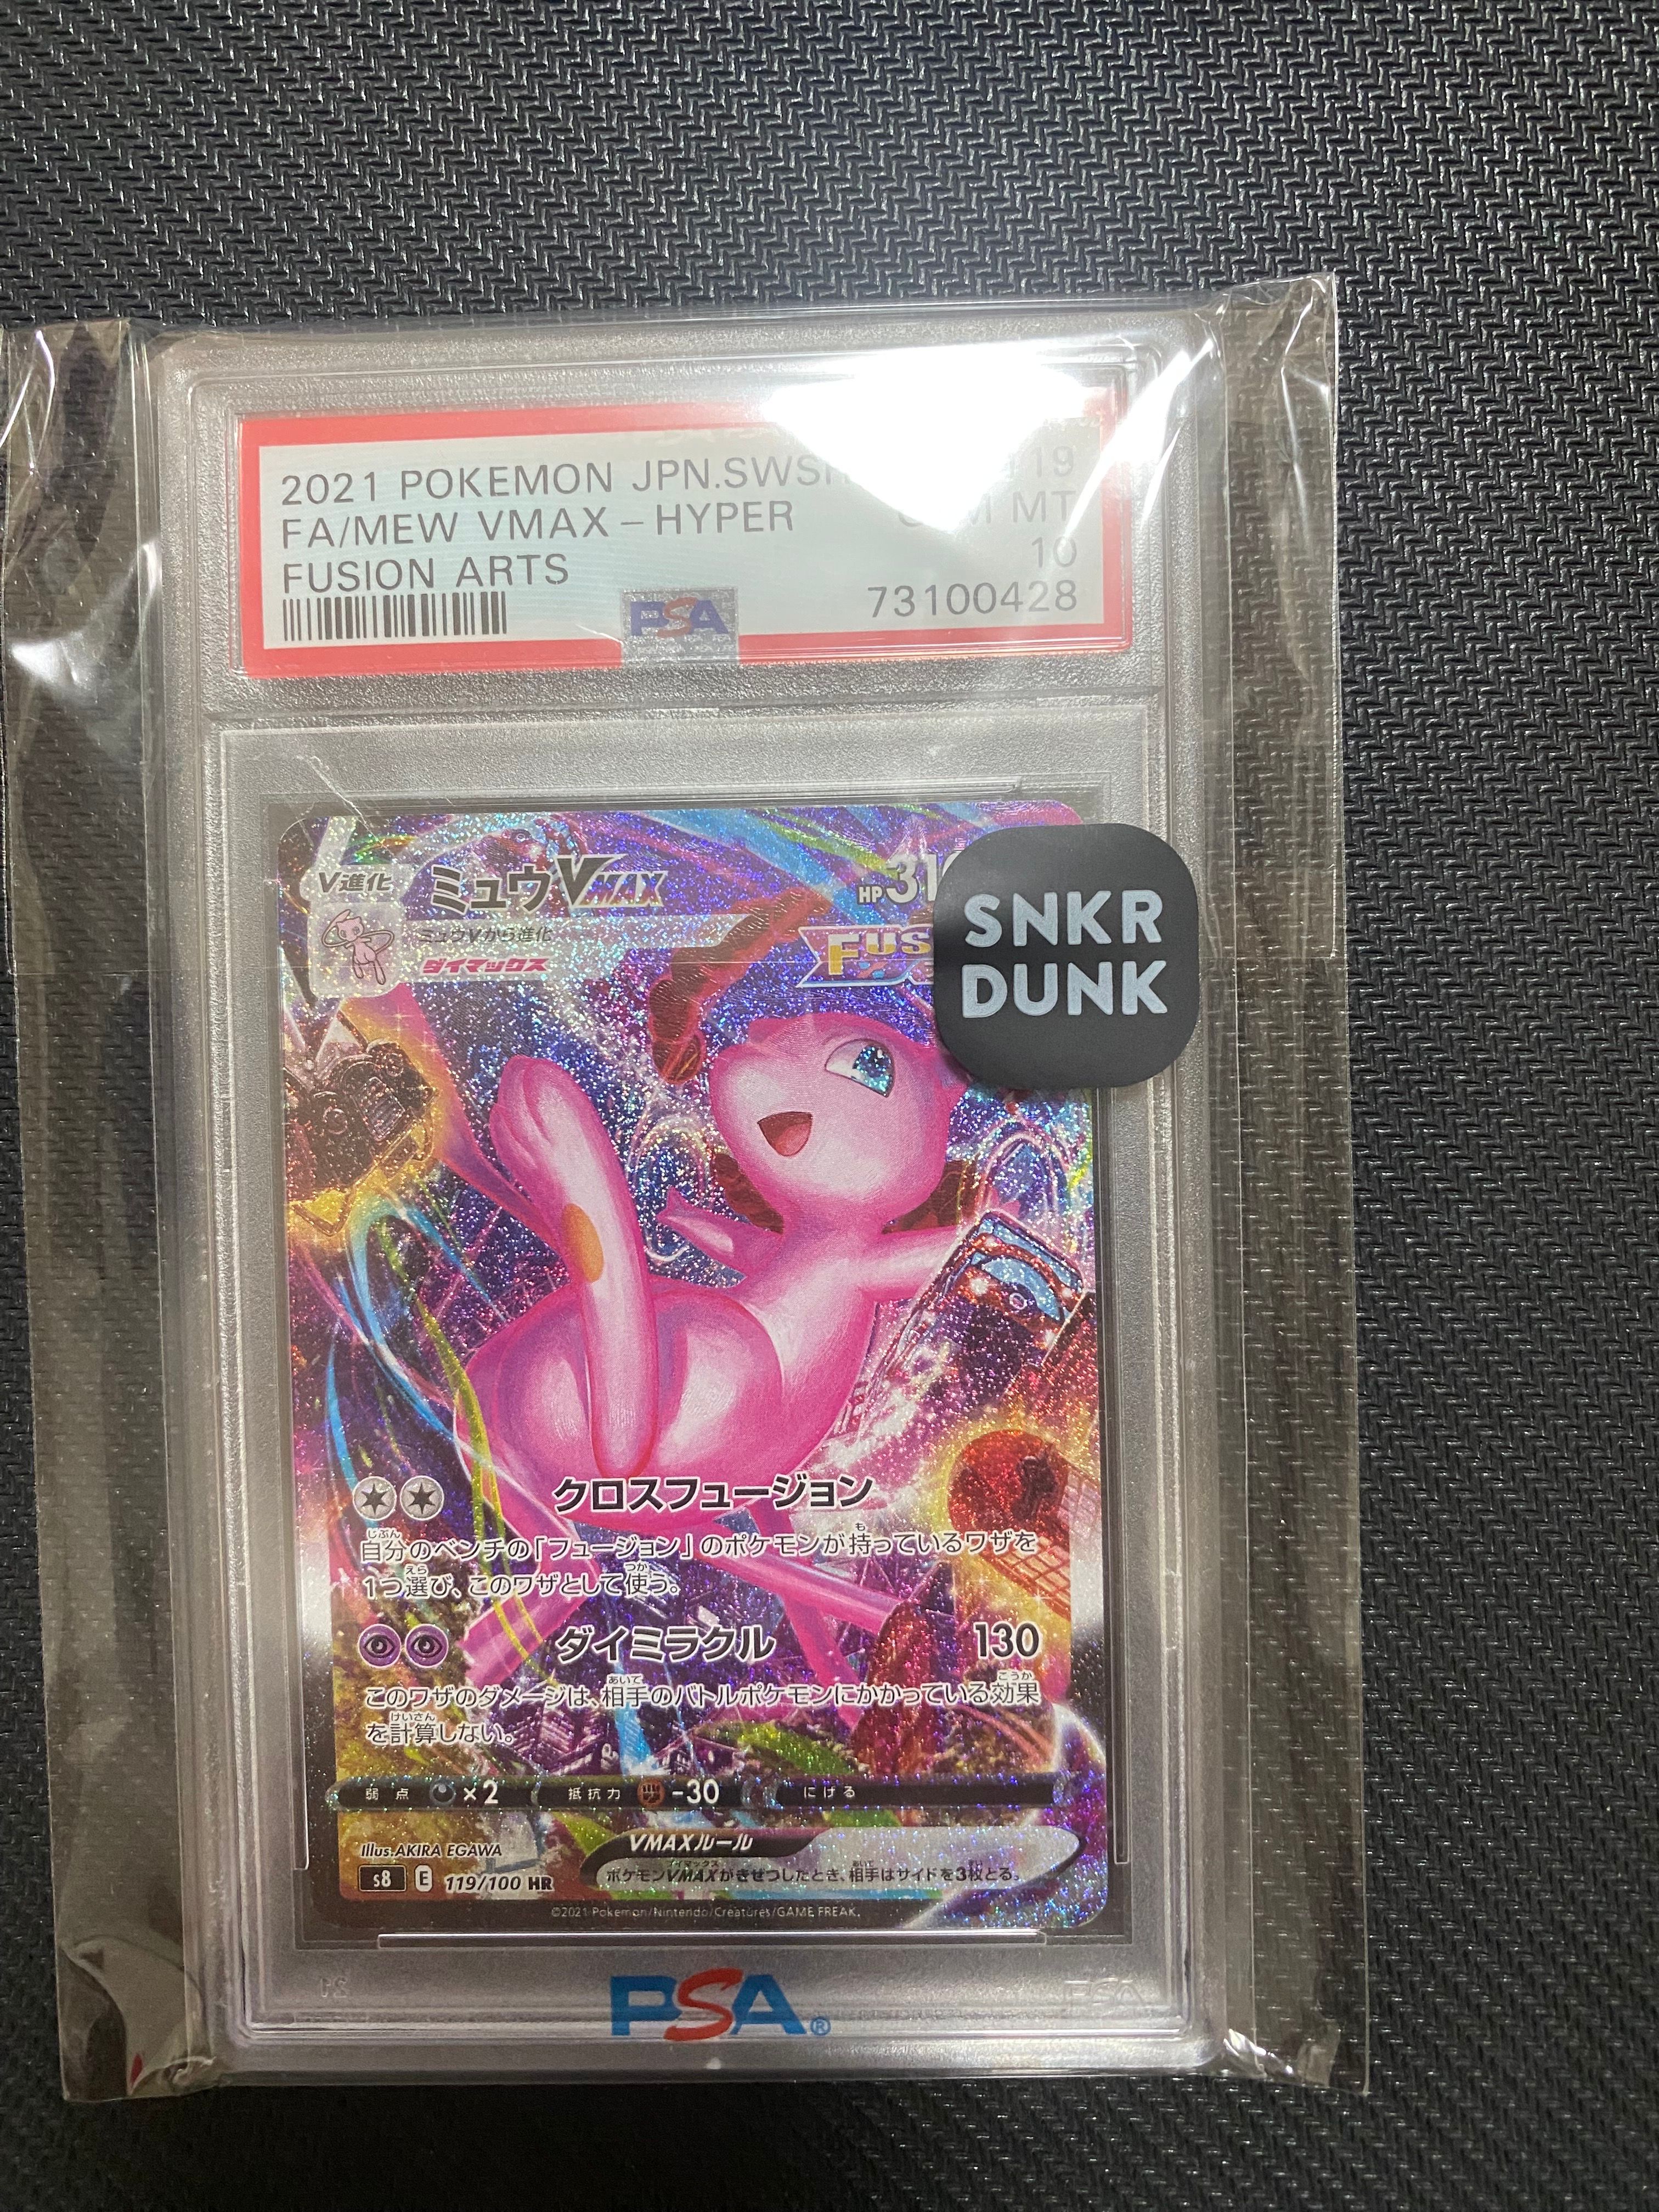 2021 POKEMON JPN.SWSH 19
FA/MEW VMAX-HYPER GEM MT
FUSION ARTS 10
PSA 73100428
V進化 ミュウVMAX HP 310
ミュウVから進化
ダイマックス
SNKR
DUNK
クロスフュージョン
自分のベンチの「フュージョン」のポケモンが持っているワザを
1つ選び、このワザとして使う。
ダイミラクル 130
このワザのダメージは、相手のバトルポケモンにかかっている効果
を計算しない。
弱点 ×2 抵抗力 -30 にげる
Illus. AKIRA EGAWA
VMAXルール
s8 E 119/100 HR
ポケモンVMAXがきぜつしたとき、相手はサイドを3枚とる。
©2021 Pokémon/Nintendo/Creatures/GAME FREAK.
PSA®